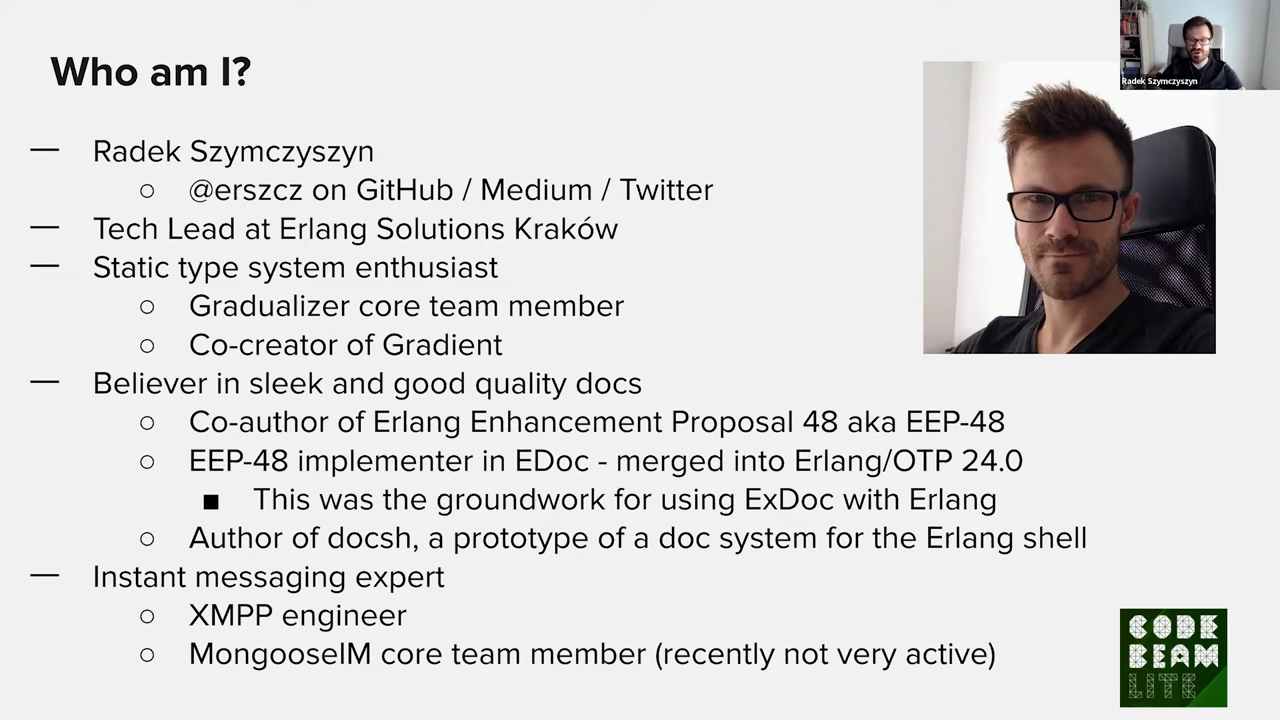 Who am I?
Radek Szymczyszyn
— Radek Szymczyszyn
○ @erszcz on GitHub / Medium / Twitter
— Tech Lead at Erlang Solutions Kraków
— Static type system enthusiast
○ Gradualizer core team member
○ Co-creator of Gradient
— Believer in sleek and good quality docs
○ Co-author of Erlang Enhancement Proposal 48 aka EEP-48
○ EEP-48 implementer in EDoc - merged into Erlang/OTP 24.0
■ This was the groundwork for using ExDoc with Erlang
○ Author of docsh, a prototype of a doc system for the Erlang shell
— Instant messaging expert
○ XMPP engineer
○ MongooseIM core team member (recently not very active)
CODE
BEAM
LITE